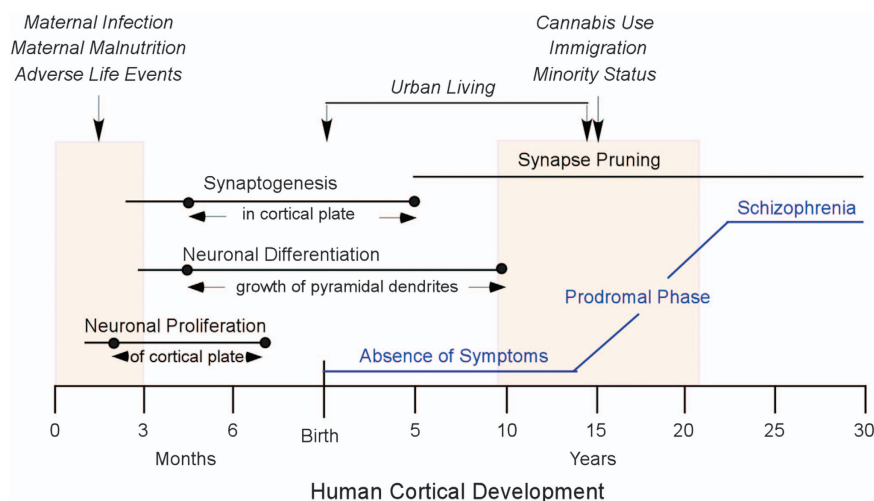 Maternal Infection
Maternal Malnutrition
Adverse Life Events
Cannabis Use
Immigration
Minority Status
Urban Living
Synapse Pruning
Synaptogenesis
in cortical plate
Schizophrenia
Neuronal Differentiation
growth of pyramidal dendrites
Prodromal Phase
Neuronal Proliferation
of cortical plate
Absence of Symptoms
0 3 6 Birth 5 10 15 20 25 30
Months Years
Human Cortical Development